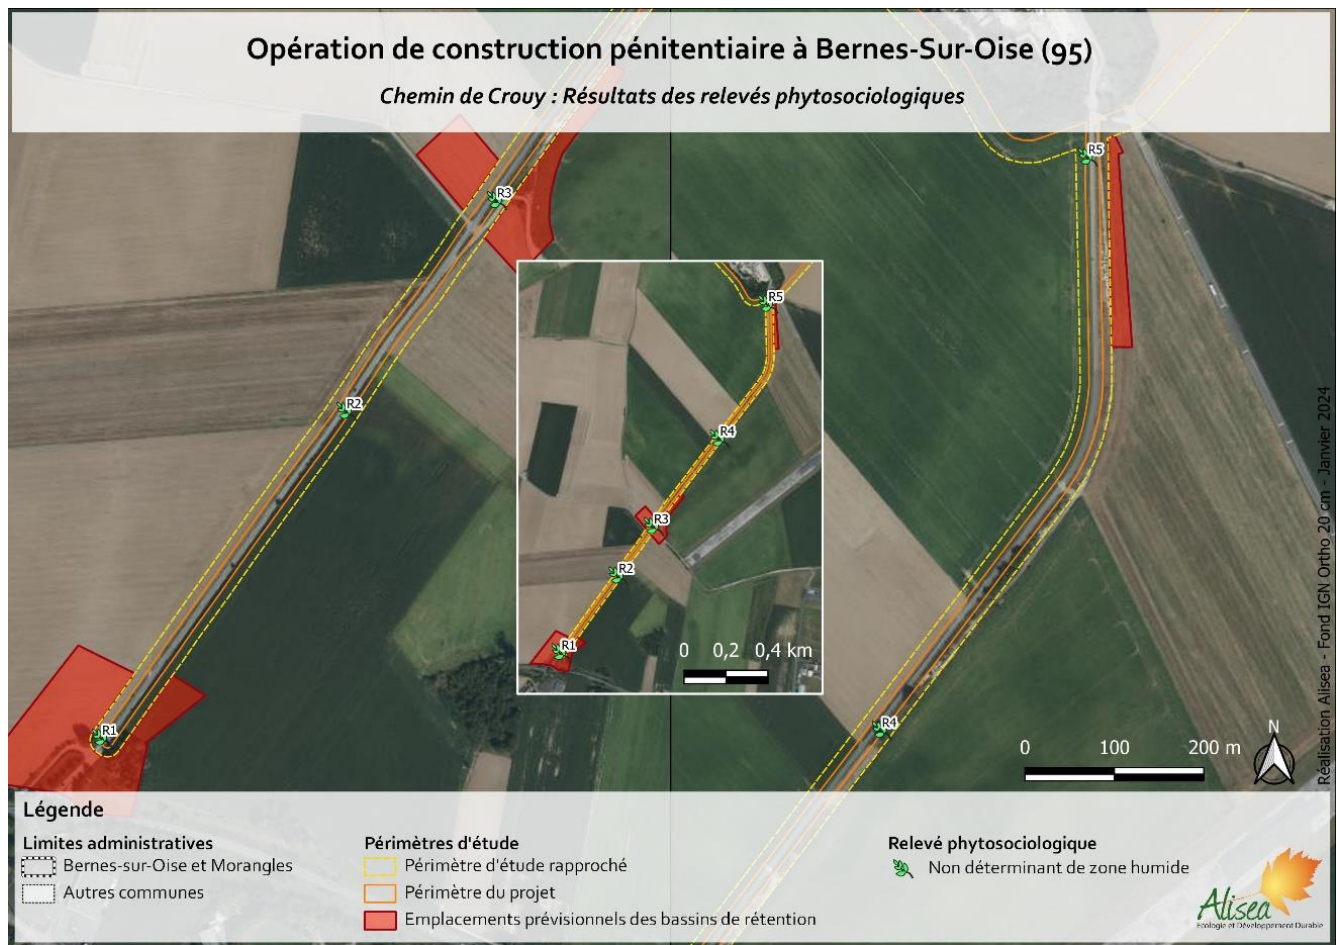 Opération de construction pénitentiaire à Bernes-Sur-Oise (95)
Chemin de Crouy : Résultats des relevés phytosociologiques
R3
R5
R2
R1
R4
R5
R4
R3
R2
R1
0 0,2 0,4 km
0 100 200 m
N
Réalisation Alisea - Fond IGN Ortho 20 cm - Janvier 2024
Légende
Limites administratives
Bernes-sur-Oise et Morangles
Autres communes
Périmètres d'étude
Périmètre d'étude rapproché
Périmètre du projet
Emplacements prévisionnels des bassins de rétention
Relevé phytosociologique
Non déterminant de zone humide
Alisea
Ecologie et Développement Durable